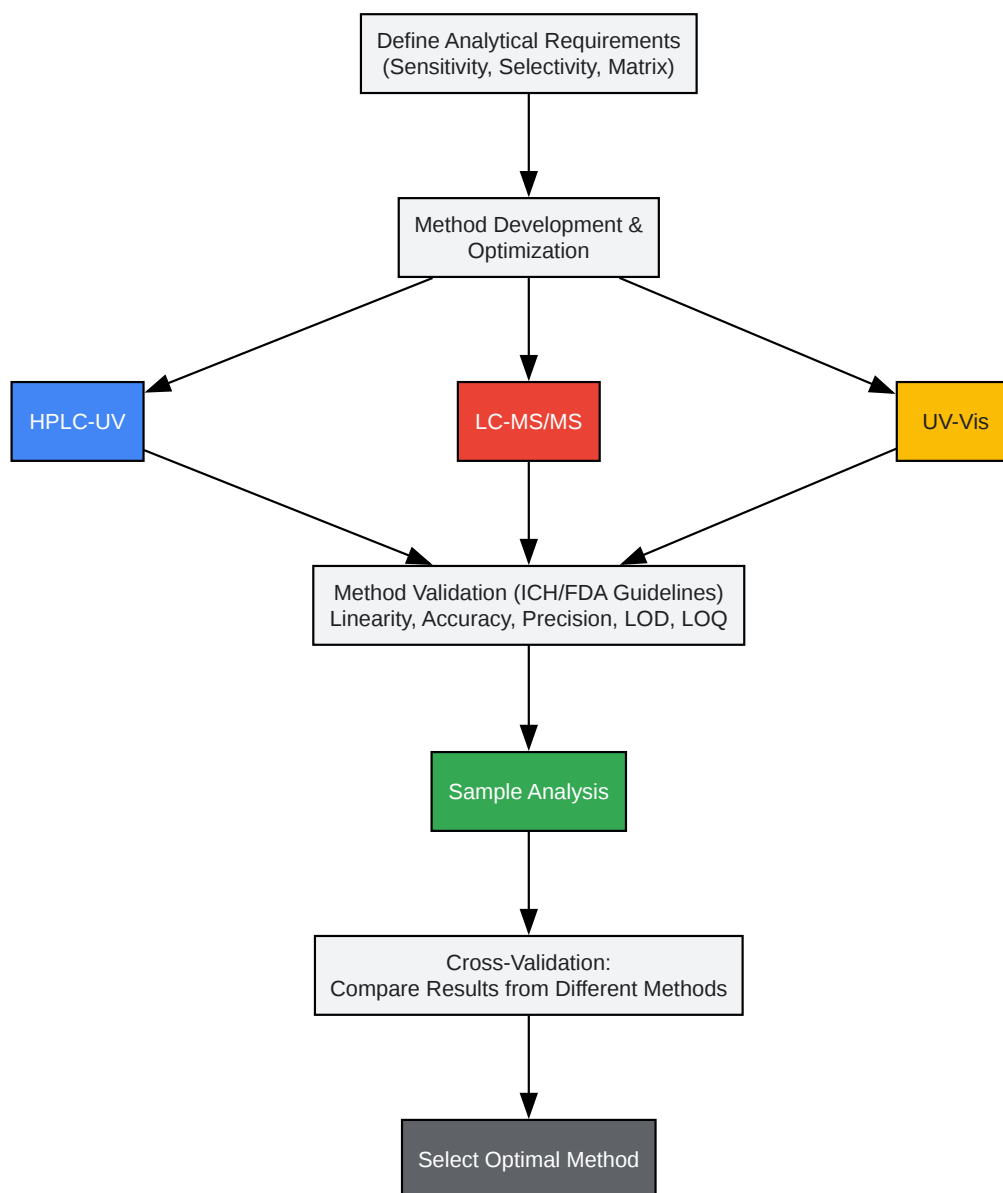 Define Analytical Requirements
(Sensitivity, Selectivity, Matrix)
Method Development &
Optimization
HPLC-UV
LC-MS/MS
UV-Vis
Method Validation (ICH/FDA Guidelines)
Linearity, Accuracy, Precision, LOD, LOQ
Sample Analysis
Cross-Validation:
Compare Results from Different Methods
Select Optimal Method